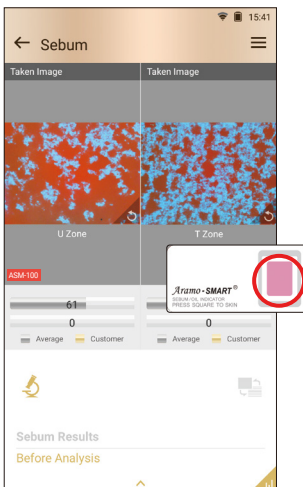 15:41
Sebum
Taken Image
Taken Image
U Zone
T Zone
ASM-100
Aramo-SMART®
SEBUM/OIL INDICATOR
PRESS SQUARE TO SKIN
61
0
0
Average Customer
Average Customer
Sebum Results
Before Analysis